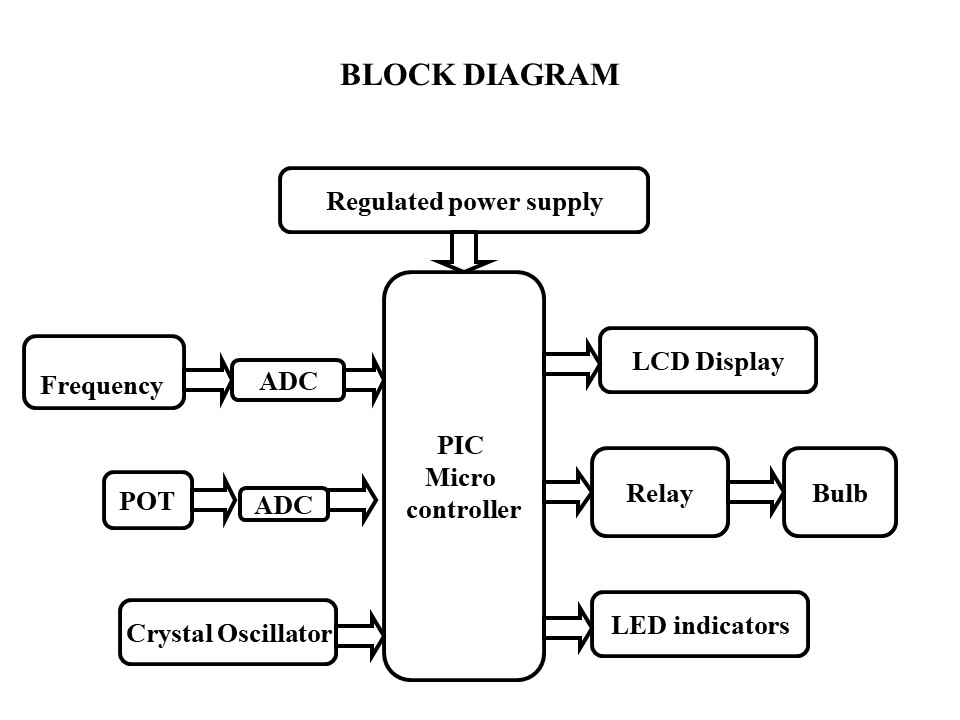 BLOCK DIAGRAM
Regulated power supply
Frequency
ADC
LCD Display
PIC
Micro
controller
POT
ADC
Relay
Bulb
Crystal Oscillator
LED indicators